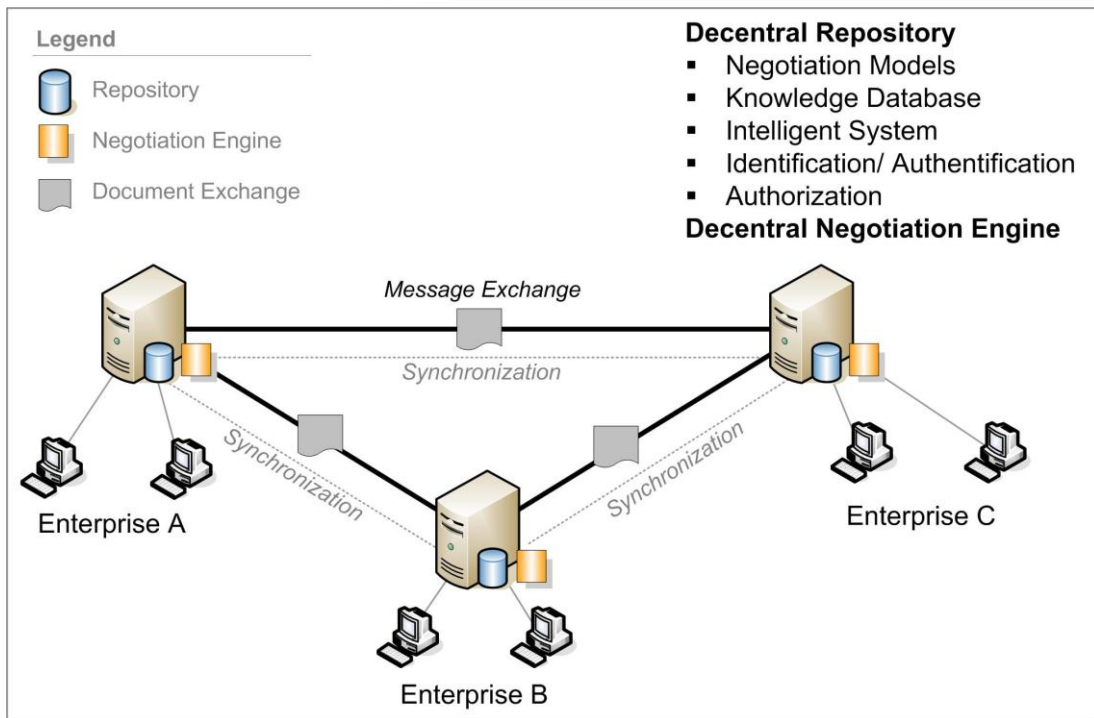 Legend
Repository
Negotiation Engine
Document Exchange
Decentral Repository
▪ Negotiation Models
▪ Knowledge Database
▪ Intelligent System
▪ Identification/ Authentification
▪ Authorization
Decentral Negotiation Engine
Message Exchange
Synchronization
Synchronization
Synchronization
Enterprise A
Enterprise C
Enterprise B